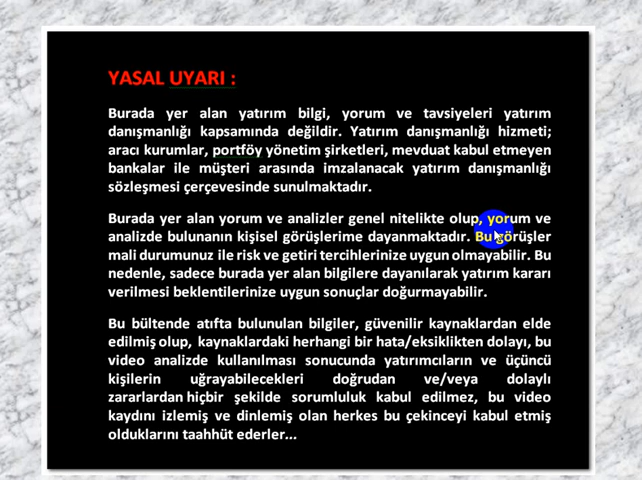 YASAL UYARI :
Burada yer alan yatırım bilgi, yorum ve tavsiyeleri yatırım
danışmanlığı kapsamında değildir. Yatırım danışmanlığı hizmeti;
aracı kurumlar, portföy yönetim şirketleri, mevduat kabul etmeyen
bankalar ile müşteri arasında imzalanacak yatırım danışmanlığı
sözleşmesi çerçevesinde sunulmaktadır.
Burada yer alan yorum ve analizler genel nitelikte olup, yorum ve
analizde bulunanın kişisel görüşlerime dayanmaktadır. Bu görüşler
mali durumunuz ile risk ve getiri tercihlerinize uygun olmayabilir. Bu
nedenle, sadece burada yer alan bilgilere dayanılarak yatırım kararı
verilmesi beklentilerinize uygun sonuçlar doğurmayabilir.
Bu bültende atıfta bulunulan bilgiler, güvenilir kaynaklardan elde
edilmiş olup, kaynaklardaki herhangi bir hata/eksiklikten dolayı, bu
video analizde kullanılması sonucunda yatırımcıların ve üçüncü
kişilerin uğrayabilecekleri doğrudan ve/veya dolaylı
zararlardan hiçbir şekilde sorumluluk kabul edilmez, bu video
kaydını izlemiş ve dinlemiş olan herkes bu çekinceyi kabul etmiş
olduklarını taahhüt ederler...